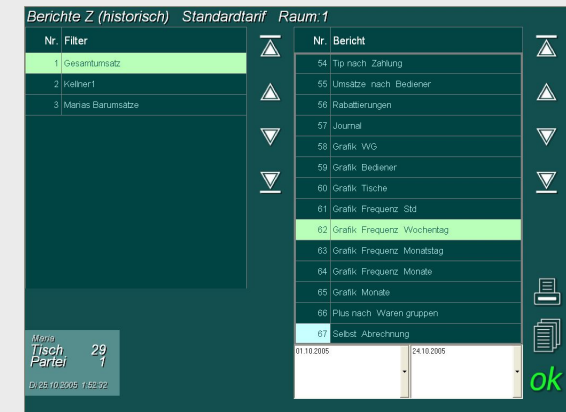 Berichte Z (historisch) Standardtarif Raum:1
Nr. Filter
1 Gesamtumsatz
2 Kellner1
3 Marias Barumsätze
Nr. Bericht
54 Tip nach Zahlung
55 Umsätze nach Bediener
56 Rabattierungen
57 Journal
58 Grafik WG
59 Grafik Bediener
60 Grafik Tische
61 Grafik Frequenz Std
62 Grafik Frequenz Wochentag
63 Grafik Frequenz Monatstag
64 Grafik Frequenz Monate
65 Grafik Monate
66 Plus nach Waren gruppen
67 Selbst Abrechnung
01.10.2005 24.10.2005
Maria
Tisch 29
Partei 1
Di 25.10.2005 1:52:32
ok